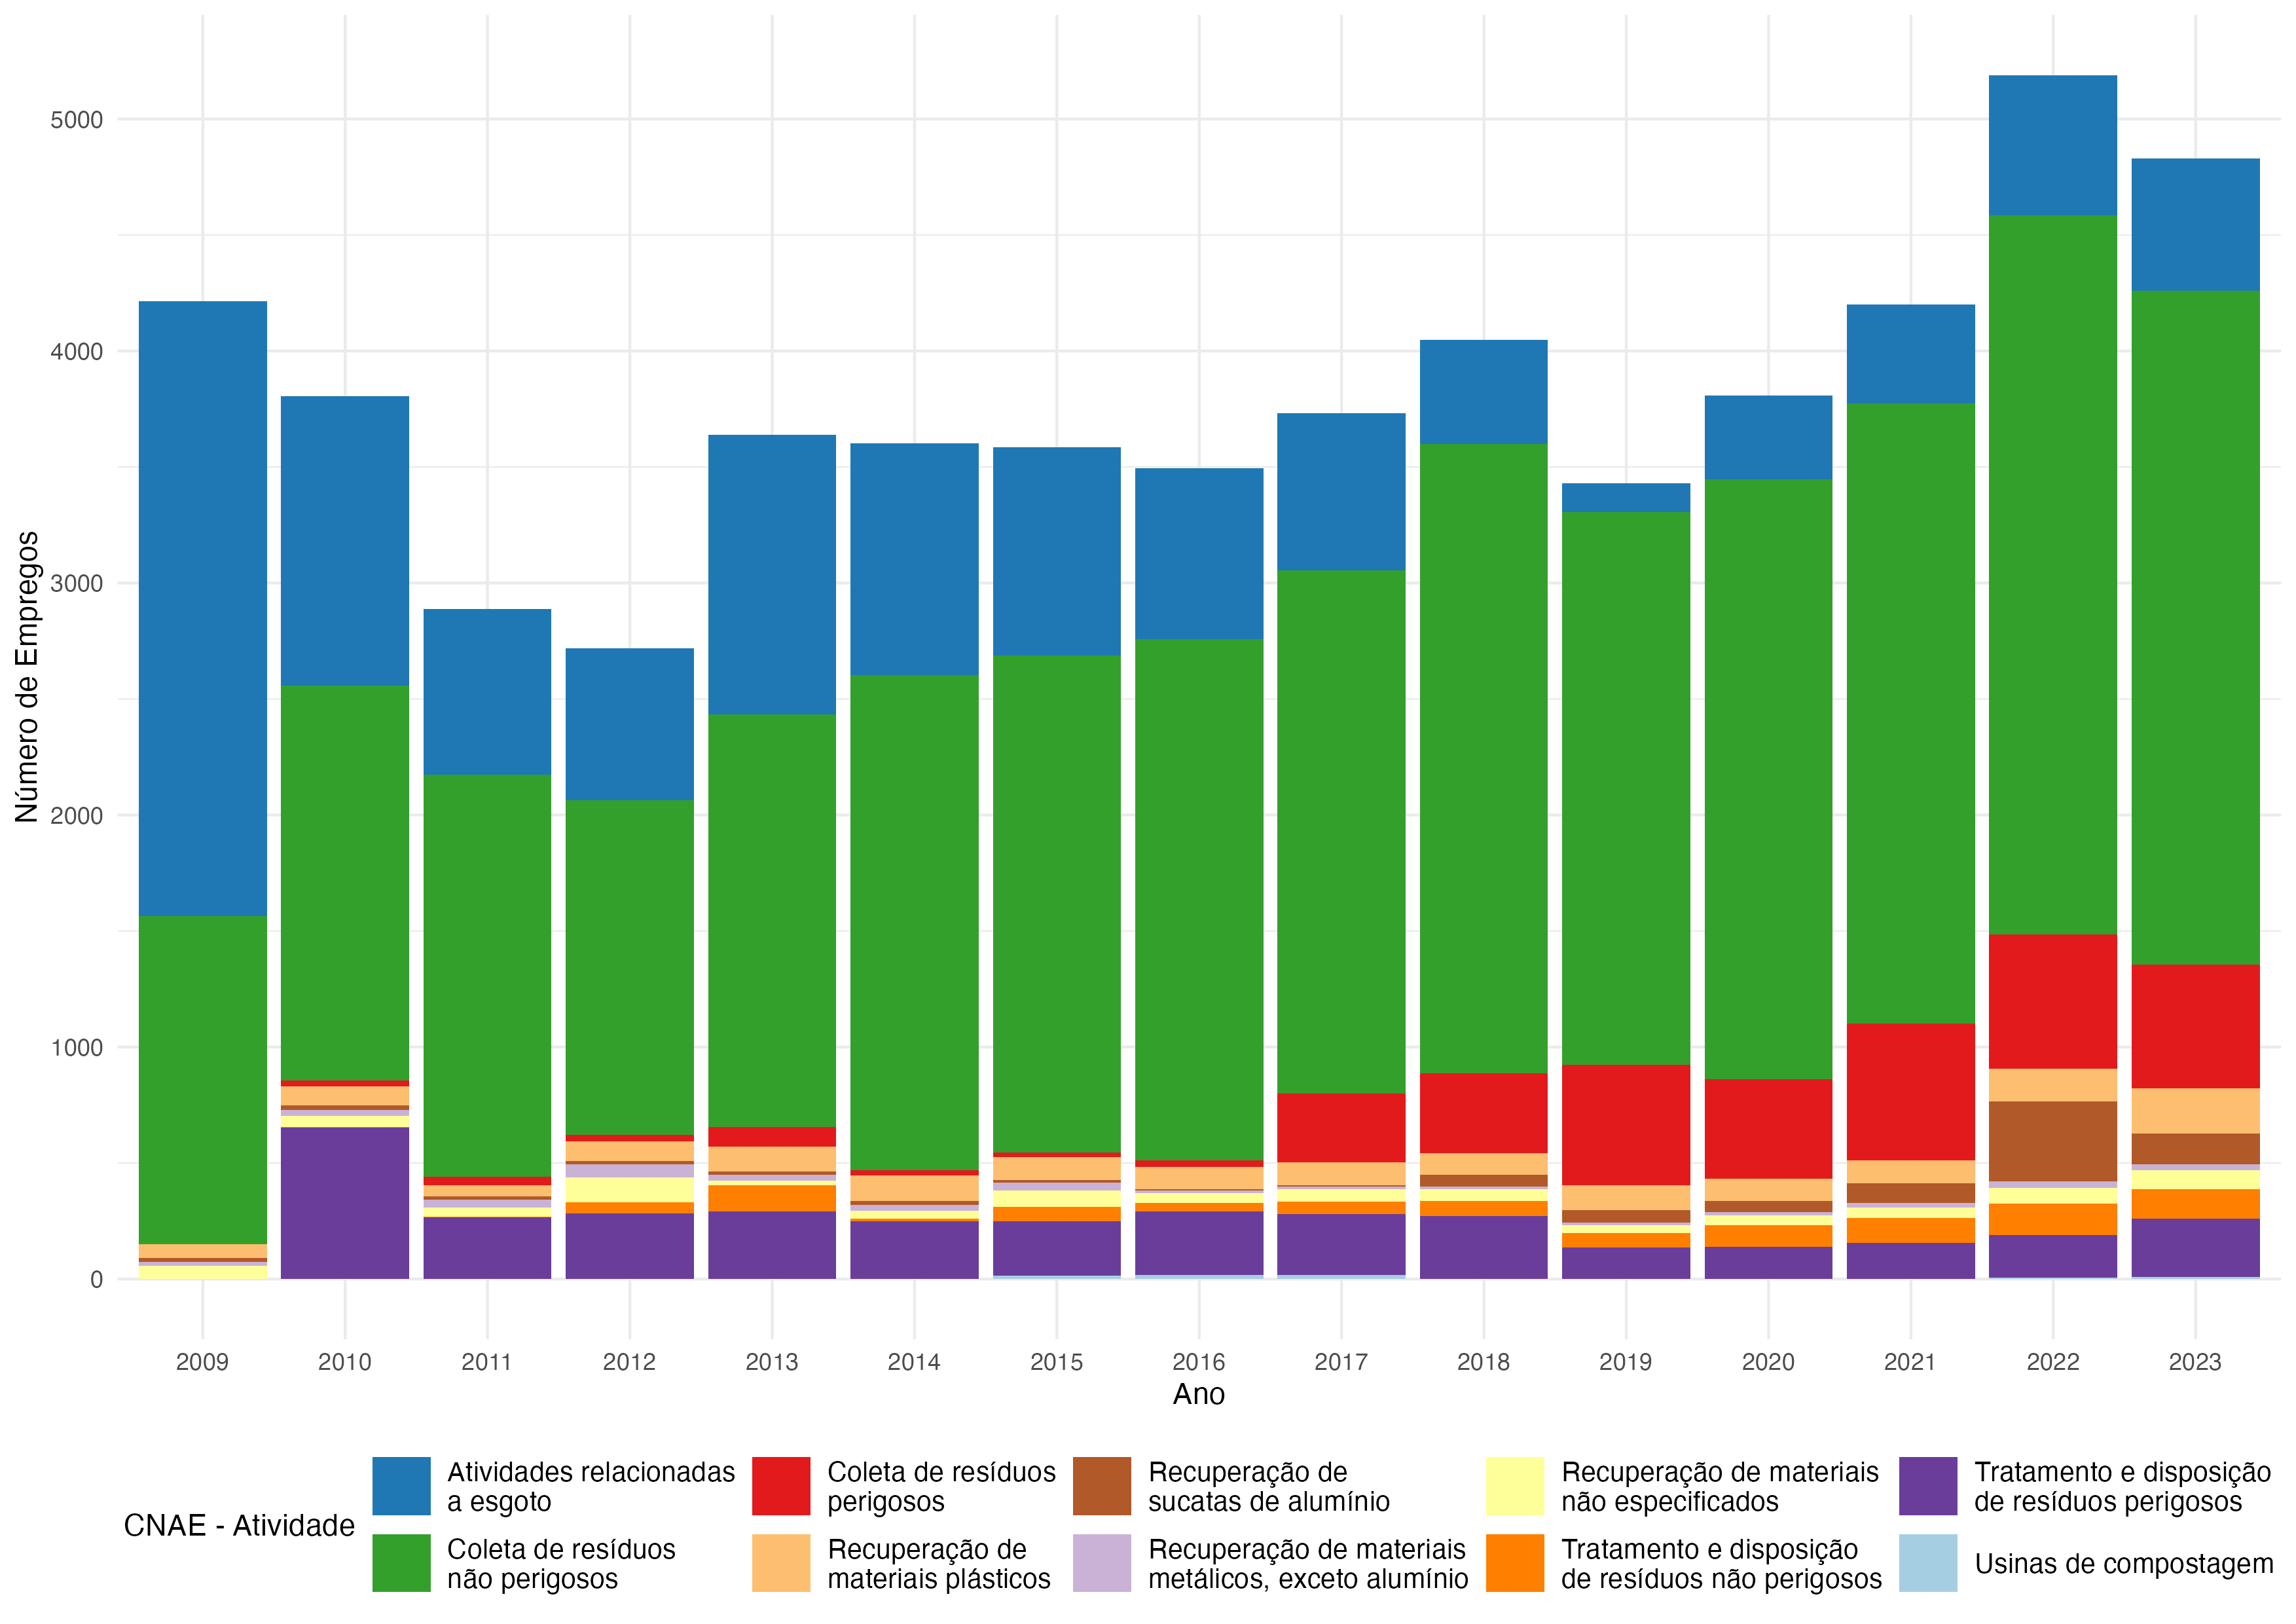 5000
4000
3000
2000
1000
0
Número de Empregos
2009 2010 2011 2012 2013 2014 2015 2016 2017 2018 2019 2020 2021 2022 2023
Ano
CNAE - Atividade
Atividades relacionadas
a esgoto
Coleta de resíduos
não perigosos
Coleta de resíduos
perigosos
Recuperação de
materiais plásticos
Recuperação de
sucatas de alumínio
Recuperação de materiais
metálicos, exceto alumínio
Recuperação de materiais
não especificados
Tratamento e disposição
de resíduos não perigosos
Tratamento e disposição
de resíduos perigosos
Usinas de compostagem